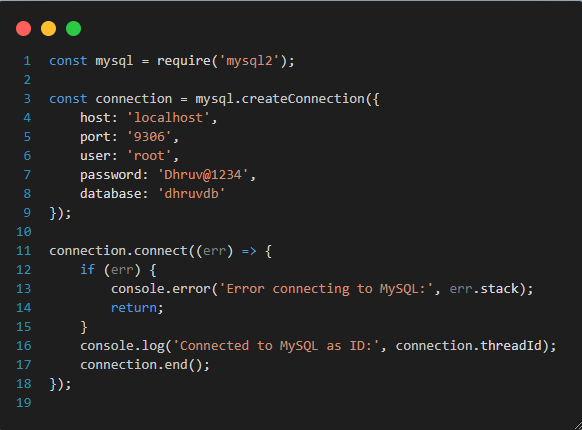 1 const mysql = require('mysql2');
2
3 const connection = mysql.createConnection({
4     host: 'localhost',
5     port: '9306',
6     user: 'root',
7     password: 'Dhruv@1234',
8     database: 'dhruvdb'
9 });
10
11 connection.connect((err) => {
12     if (err) {
13         console.error('Error connecting to MySQL:', err.stack);
14         return;
15     }
16     console.log('Connected to MySQL as ID:', connection.threadId);
17     connection.end();
18 });
19